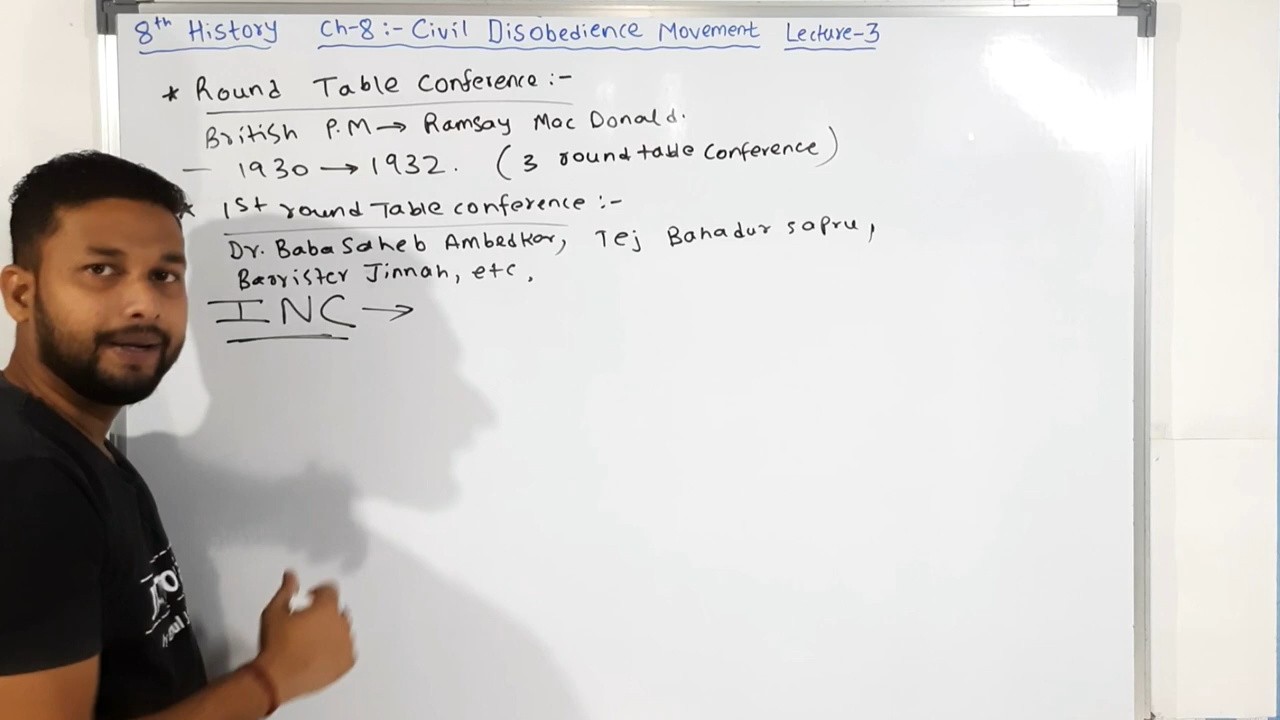 8th History Ch-8:- Civil Disobedience Movement Lecture-3
* Round Table Conference:-
British P.M → Ramsay Mac Donald.
— 1930 → 1932. (3 round table conference)
* 1st round Table conference:-
Dr. Baba Saheb Ambedkar, Tej Bahadur sapru,
Barrister Jinnah, etc,
INC →